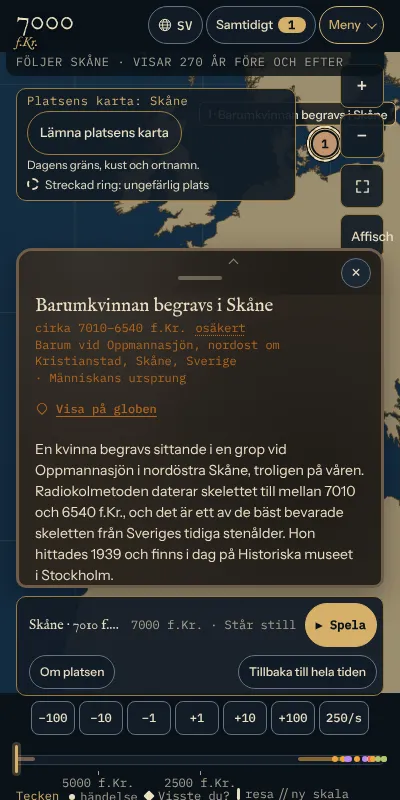 7000
f.Kr.
SV
Samtidigt 1
Meny
FÖLJER SKÅNE · VISAR 270 ÅR FÖRE OCH EFTER
+
Platsens karta: Skåne
Barumkvinnan begravs i Skåne
Lämna platsens karta
−
1
Dagens gräns, kust och ortnamn.
Streckad ring: ungefärlig plats
Affisch
×
Barumkvinnan begravs i Skåne
cirka 7010–6540 f.Kr. osäkert
Barum vid Oppmannasjön, nordost om
Kristianstad, Skåne, Sverige
· Människans ursprung
Visa på globen
En kvinna begravs sittande i en grop vid
Oppmannasjön i nordöstra Skåne, troligen på våren.
Radiokolmetoden daterar skelettet till mellan 7010
och 6540 f.Kr., och det är ett av de bäst bevarade
skeletten från Sveriges tidiga stenålder. Hon
hittades 1939 och finns i dag på Historiska museet
i Stockholm.
Skåne · 7010 f.… 7000 f.Kr. · Står still
▶ Spela
Om platsen
Tillbaka till hela tiden
−100 −10 −1 +1 +10 +100 250/s
5000 f.Kr. 2500 f.Kr.
Tecken händelse Visste du? resa // ny skala